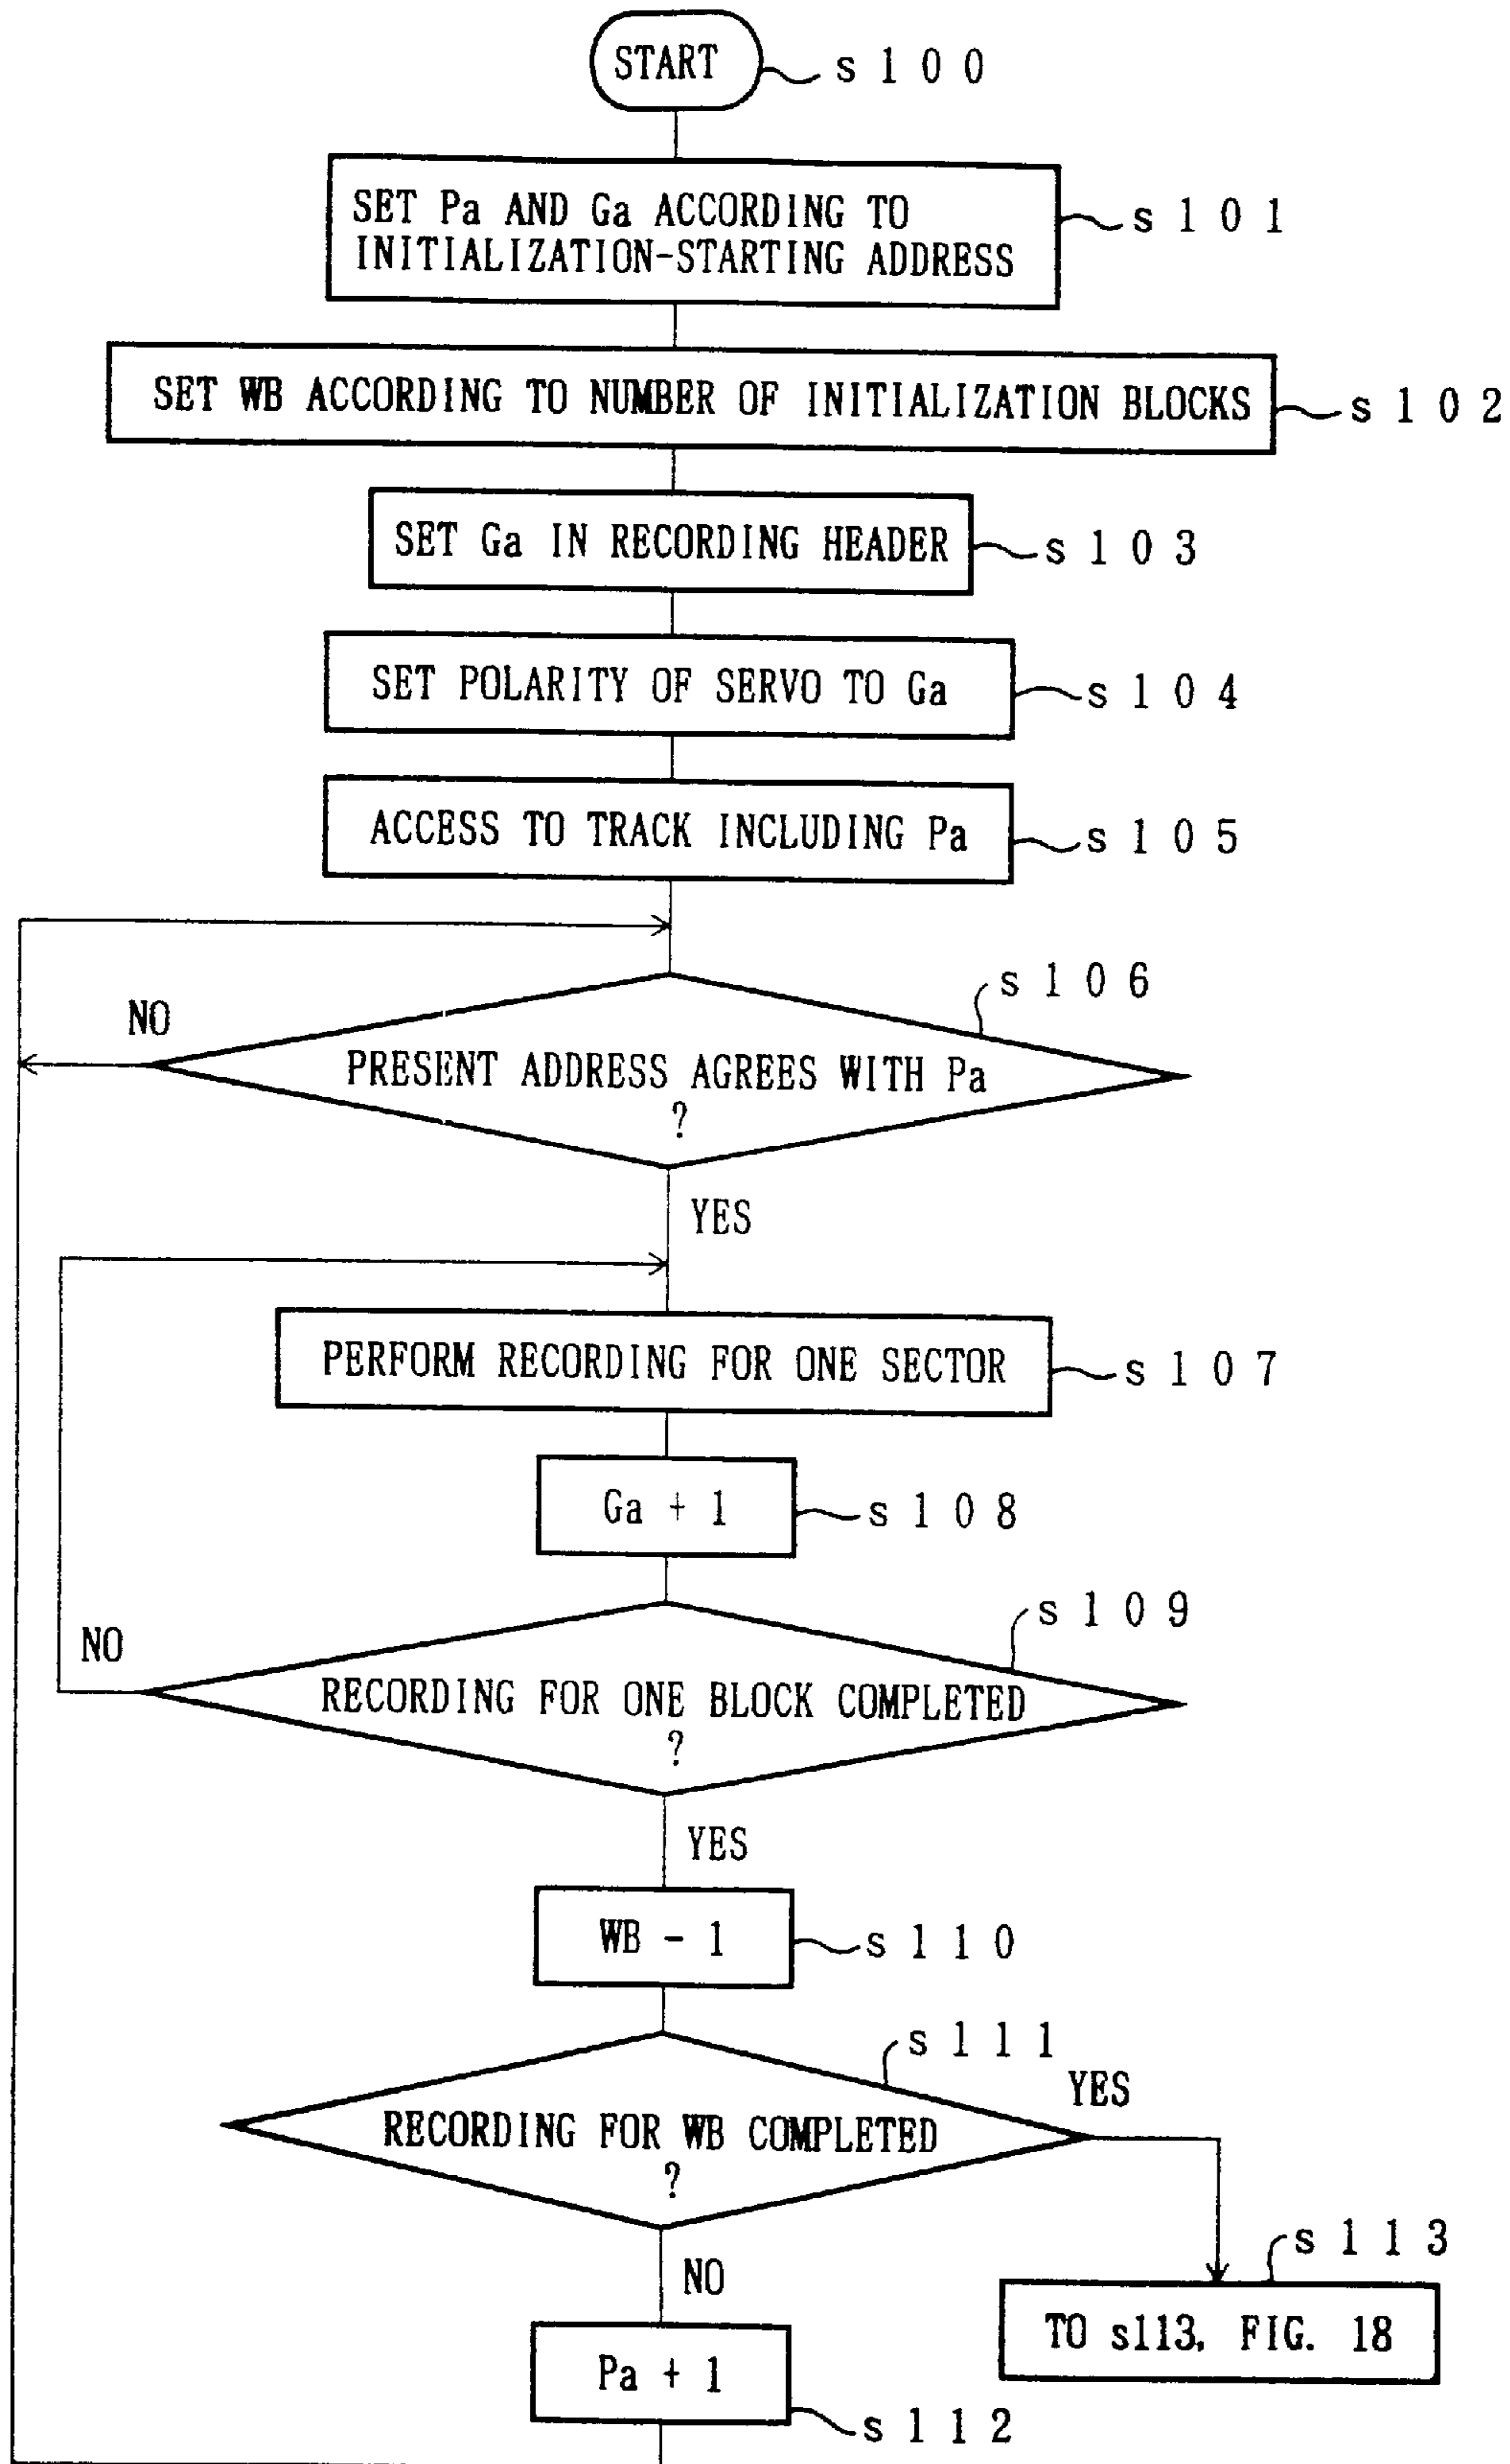 START
s 1 0 0
SET Pa AND Ga ACCORDING TO
INITIALIZATION-STARTING ADDRESS
s 1 0 1
SET WB ACCORDING TO NUMBER OF INITIALIZATION BLOCKS
s 1 0 2
SET Ga IN RECORDING HEADER
s 1 0 3
SET POLARITY OF SERVO TO Ga
s 1 0 4
ACCESS TO TRACK INCLUDING Pa
s 1 0 5
s 1 0 6
NO
PRESENT ADDRESS AGREES WITH Pa
?
YES
PERFORM RECORDING FOR ONE SECTOR
s 1 0 7
Ga + 1
s 1 0 8
s 1 0 9
NO
RECORDING FOR ONE BLOCK COMPLETED
?
YES
WB - 1
s 1 1 0
s 1 1 1
YES
RECORDING FOR WB COMPLETED
?
NO
s 1 1 3
TO s113, FIG. 18
Pa + 1
s 1 1 2